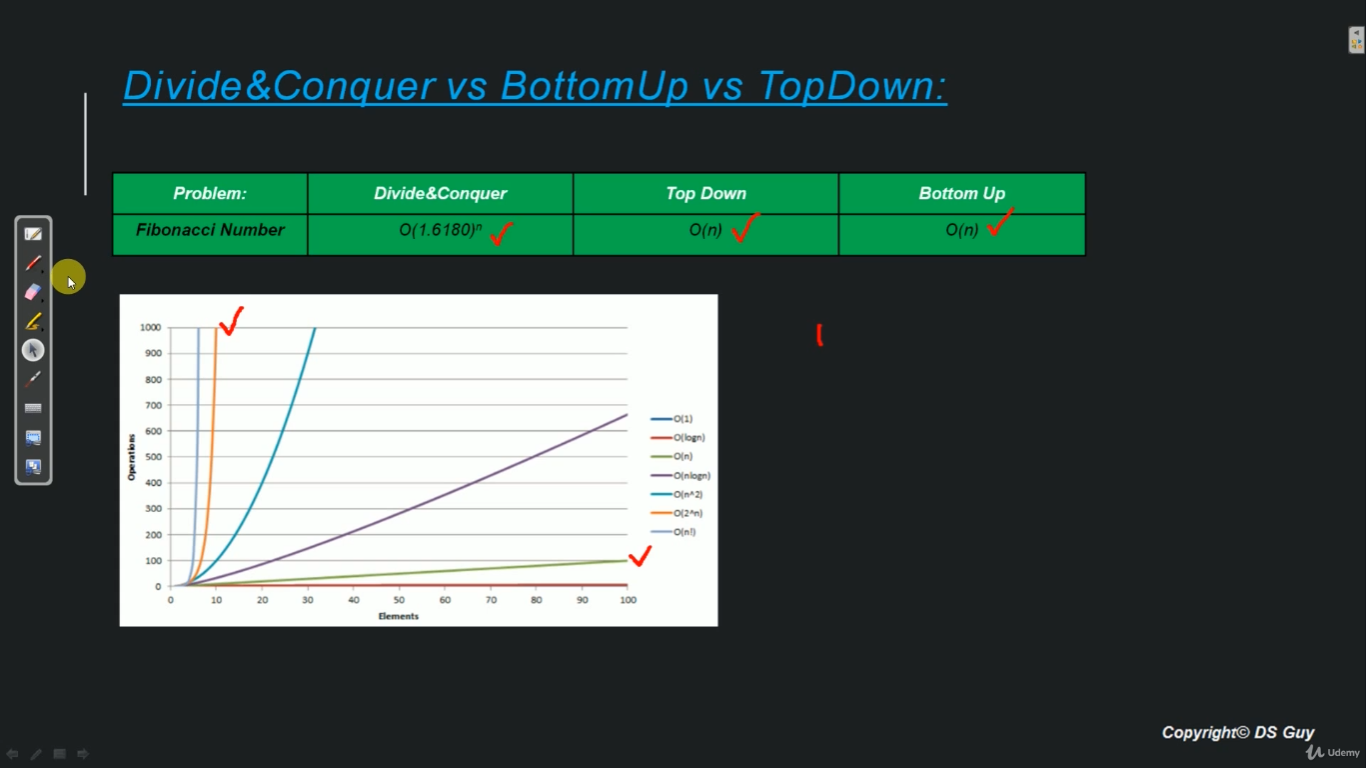 Divide&Conquer vs BottomUp vs TopDown:
Problem: Divide&Conquer Top Down Bottom Up
Fibonacci Number O(1.6180)ⁿ O(n) O(n)
1000
900
800
700
600
500
400
300
200
100
0
Operations
0 10 20 30 40 50 60 70 80 90 100
Elements
O(1)
O(logn)
O(n)
O(nlogn)
O(n^2)
O(2^n)
O(n!)
Copyright© DS Guy
Udemy